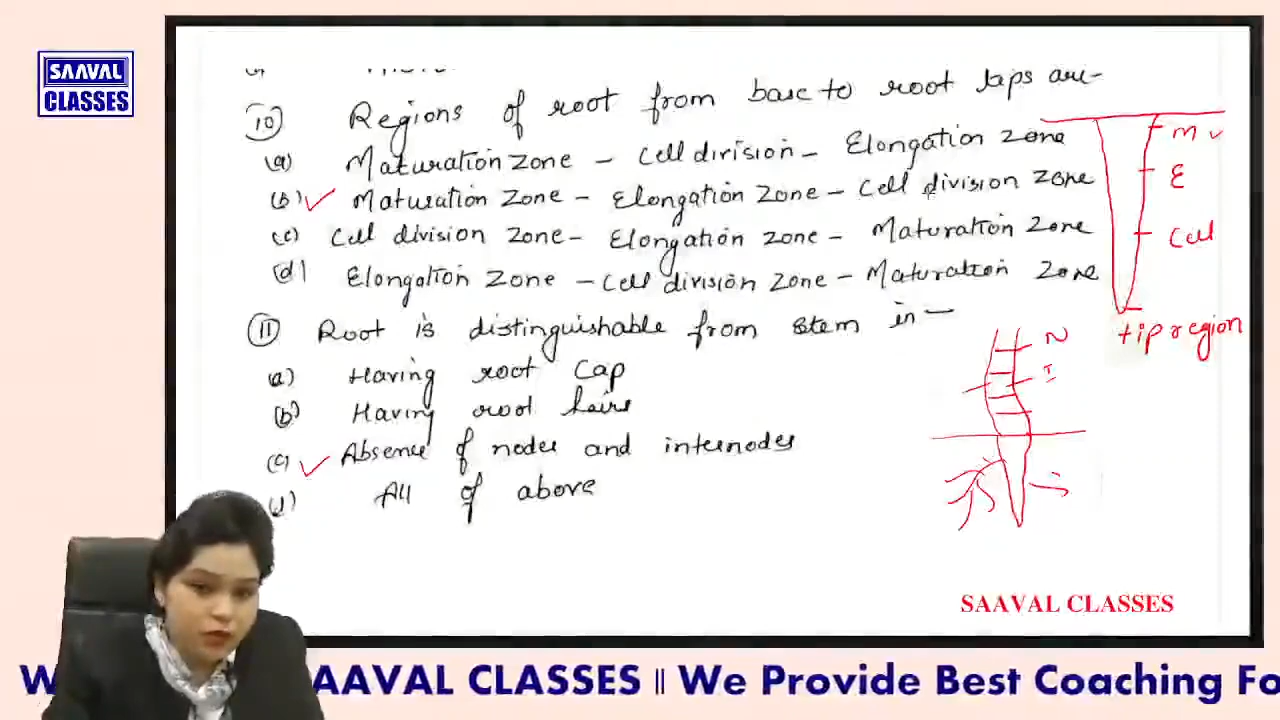 SAAVAL
CLASSES
(10) Regions of root from base to root taps are-
(a) Maturation zone - Cell division - Elongation zone
(b) Maturation Zone - Elongation Zone - Cell division zone
(c) Cell division zone - Elongation zone - Maturation Zone
(d) Elongation Zone - Cell division Zone - Maturation Zone
m
E
Cell
tip region
(11) Root is distinguishable from stem in -
(a) Having root Cap
(b) Having root hairs
(c) Absence of nodes and internodes
(d) All of above
N
I
SAAVAL CLASSES
W AAVAL CLASSES || We Provide Best Coaching Fo